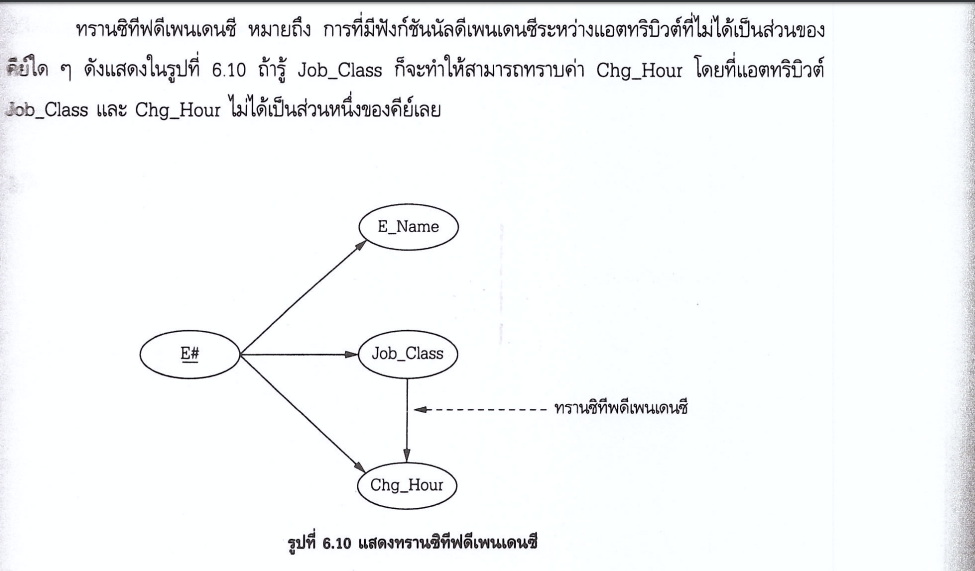 ทรานซิทีฟดีเพนเดนซี หมายถึง การที่มีฟังก์ชันนัลดีเพนเดนซีระหว่างแอตทริบิวต์ที่ไม่ได้เป็นส่วนของ
คีย์ใด ๆ ดังแสดงในรูปที่ 6.10 ถ้ารู้ Job_Class ก็จะทำให้สามารถทราบค่า Chg_Hour โดยที่แอตทริบิวต์
Job_Class และ Chg_Hour ไม่ได้เป็นส่วนหนึ่งของคีย์เลย
E_Name
E#
Job_Class
ทรานซิทีพดีเพนเดนซี
Chg_Hour
รูปที่ 6.10 แสดงทรานซิทีฟดีเพนเดนซี